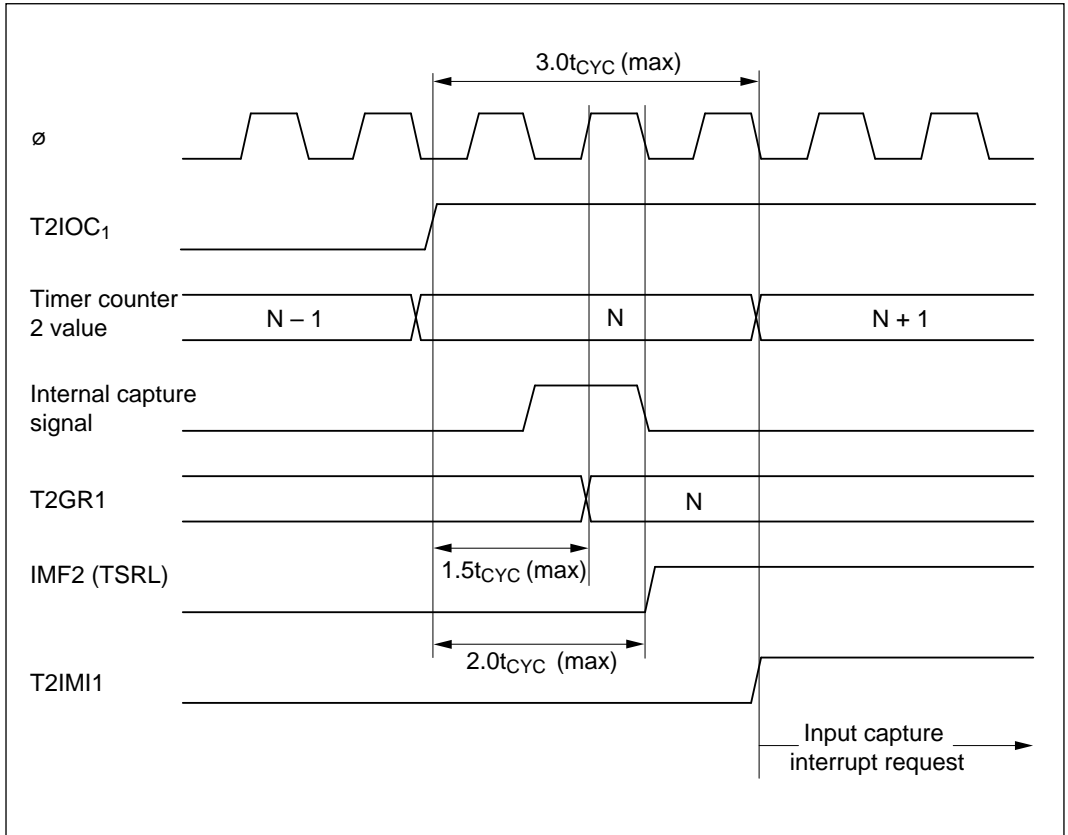 3.0tCYC (max)
ø
T2IOC1
Timer counter
2 value
N – 1
N
N + 1
Internal capture
signal
T2GR1
N
1.5tCYC (max)
IMF2 (TSRL)
2.0tCYC (max)
T2IMI1
Input capture
interrupt request